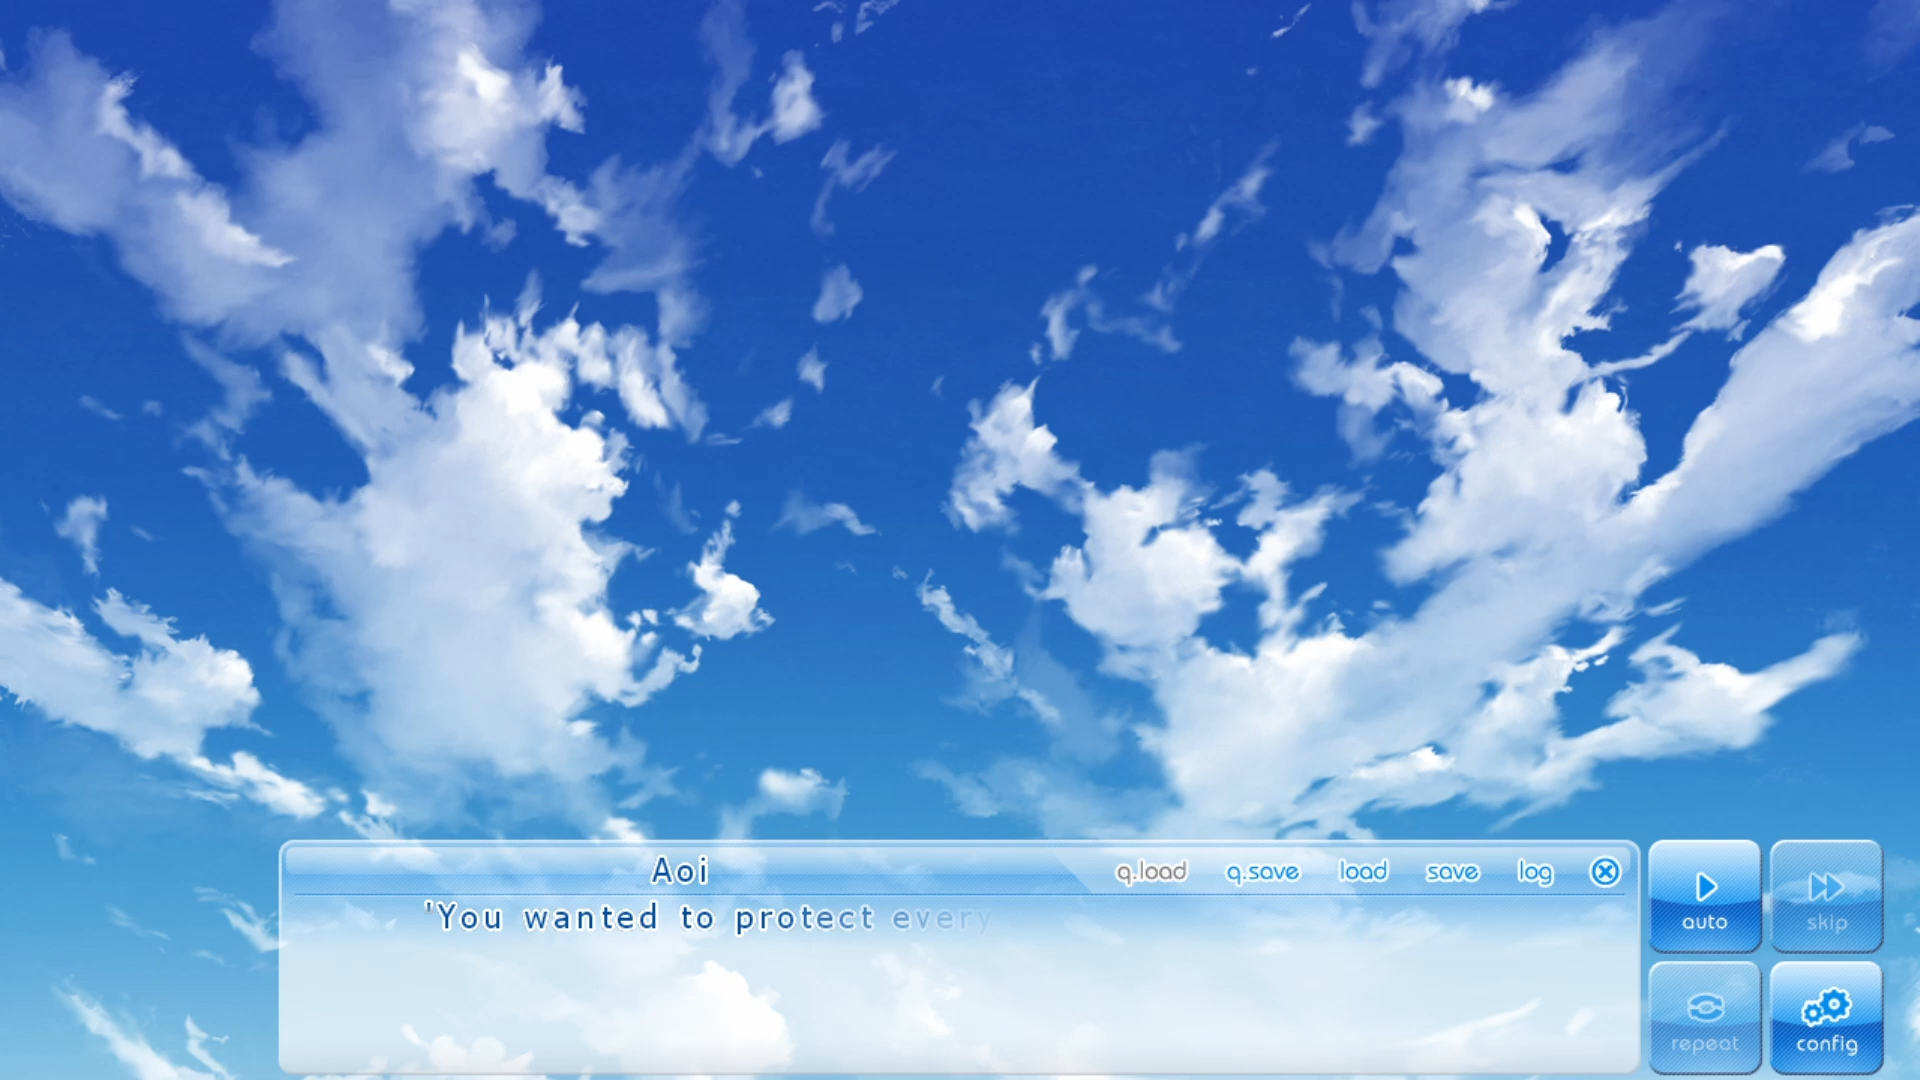 Aoi
q.load q.save load save log
'You wanted to protect every
auto
skip
repeat
config